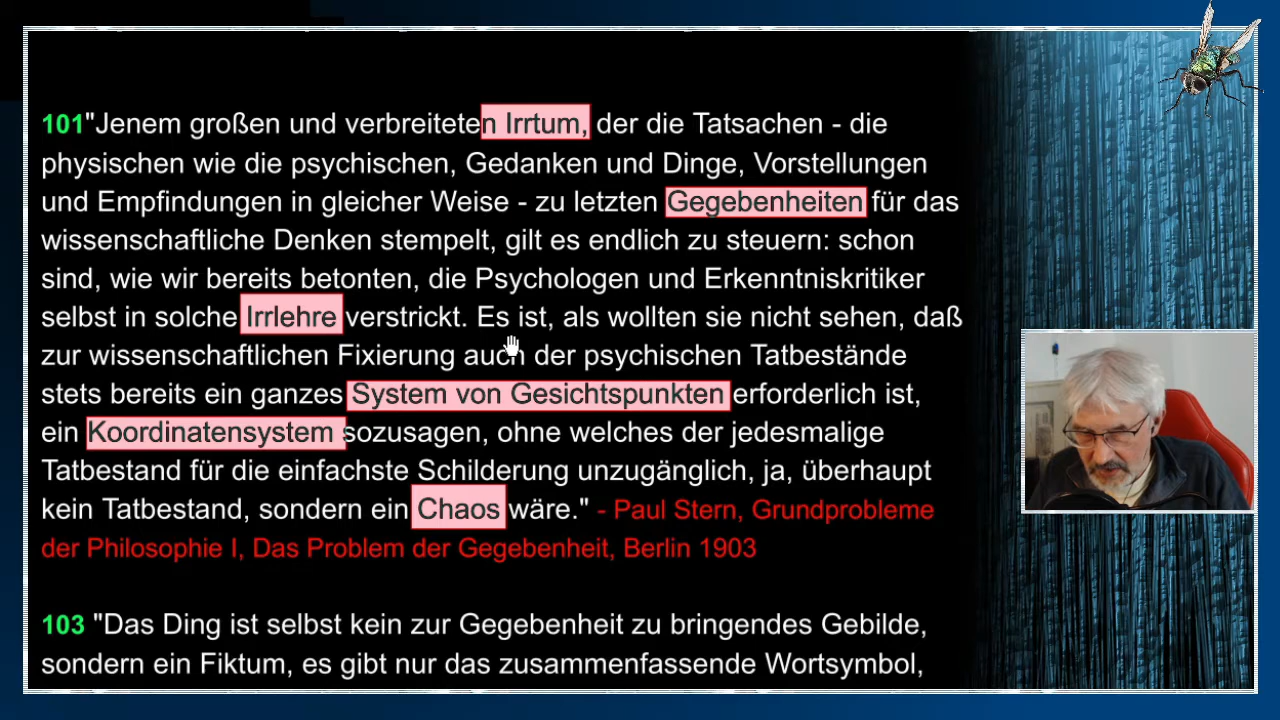 101"Jenem großen und verbreiteten Irrtum, der die Tatsachen - die
physischen wie die psychischen, Gedanken und Dinge, Vorstellungen
und Empfindungen in gleicher Weise - zu letzten Gegebenheiten für das
wissenschaftliche Denken stempelt, gilt es endlich zu steuern: schon
sind, wie wir bereits betonten, die Psychologen und Erkenntniskritiker
selbst in solche Irrlehre verstrickt. Es ist, als wollten sie nicht sehen, daß
zur wissenschaftlichen Fixierung auch der psychischen Tatbestände
stets bereits ein ganzes System von Gesichtspunkten erforderlich ist,
ein Koordinatensystem sozusagen, ohne welches der jedesmalige
Tatbestand für die einfachste Schilderung unzugänglich, ja, überhaupt
kein Tatbestand, sondern ein Chaos wäre." - Paul Stern, Grundprobleme
der Philosophie I, Das Problem der Gegebenheit, Berlin 1903
103 "Das Ding ist selbst kein zur Gegebenheit zu bringendes Gebilde,
sondern ein Fiktum, es gibt nur das zusammenfassende Wortsymbol,